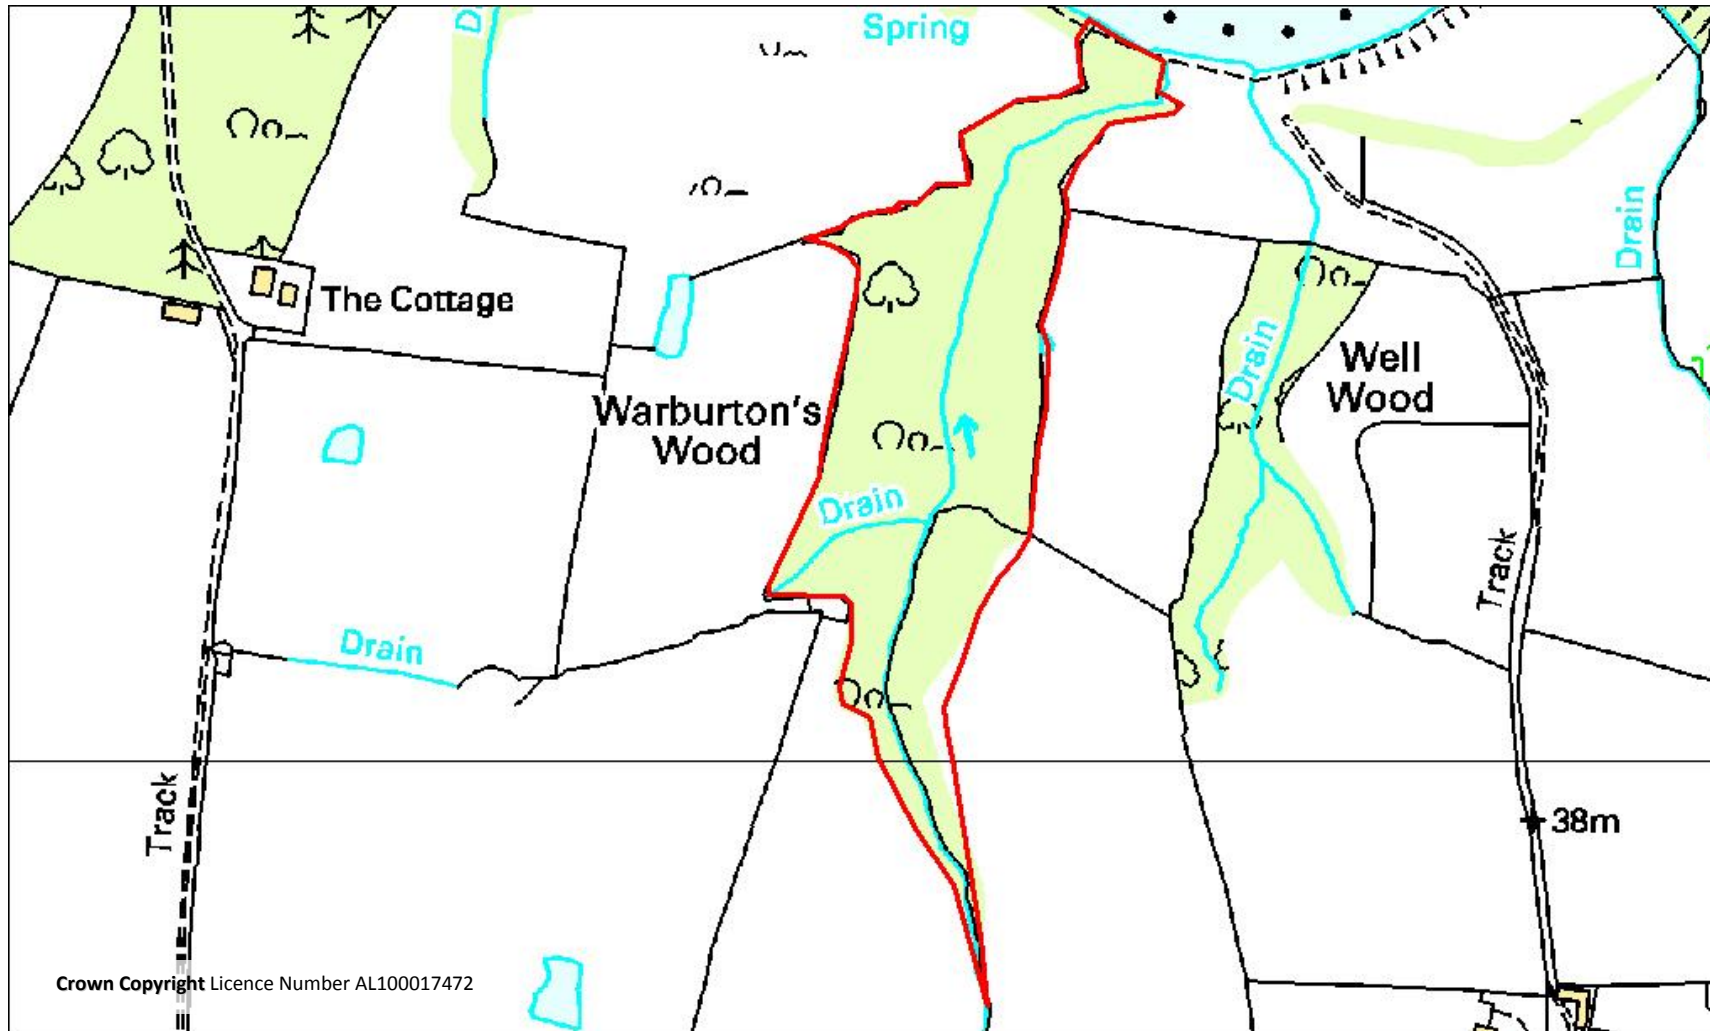 Spring
Drain
The Cottage
Drain
Well
Wood
Warburton's
Wood
Drain
Track
Drain
Track
38m
Crown Copyright Licence Number AL100017472